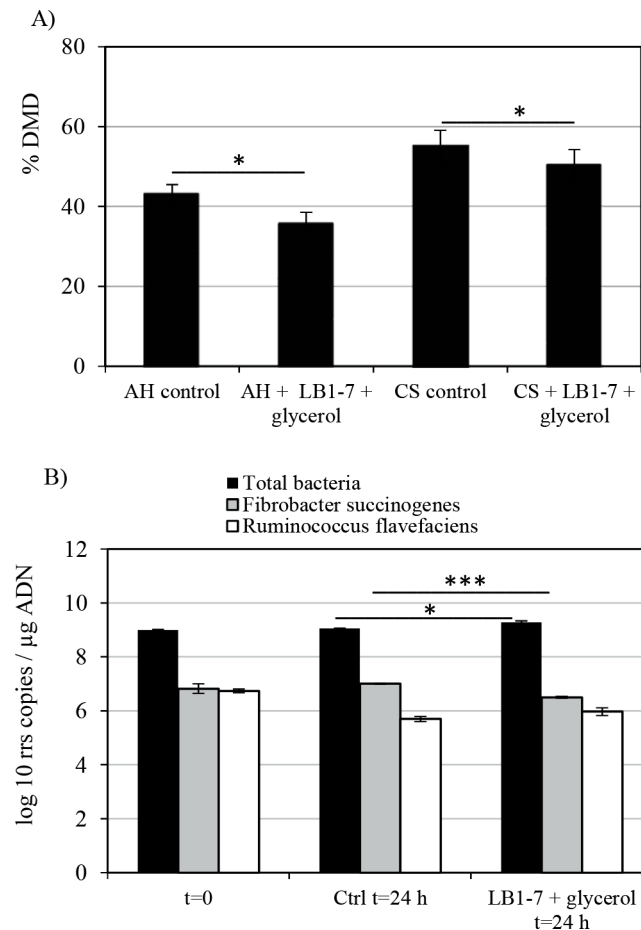 A)
% DMD
80
60
40
20
0
*
*
AH control
AH + LB1-7 +
glycerol
CS control
CS + LB1-7 +
glycerol
B)
Total bacteria
Fibrobacter succinogenes
Ruminococcus flavefaciens
log 10 rrs copies / µg ADN
12
10
8
6
4
2
0
***
*
t=0
Ctrl t=24 h
LB1-7 + glycerol
t=24 h